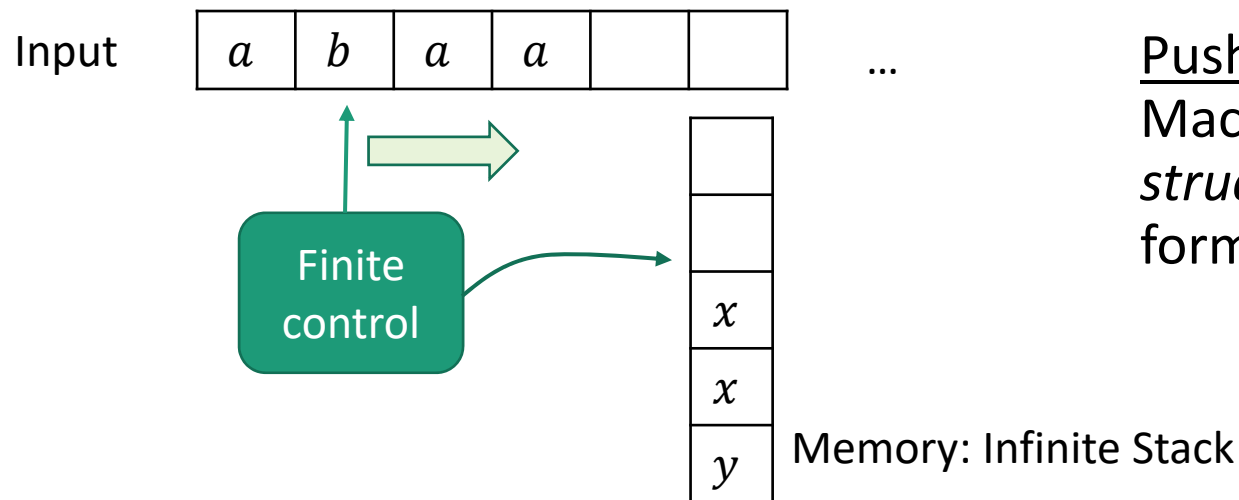 Input a b a a …
Finite
control
x
x
y
Memory: Infinite Stack